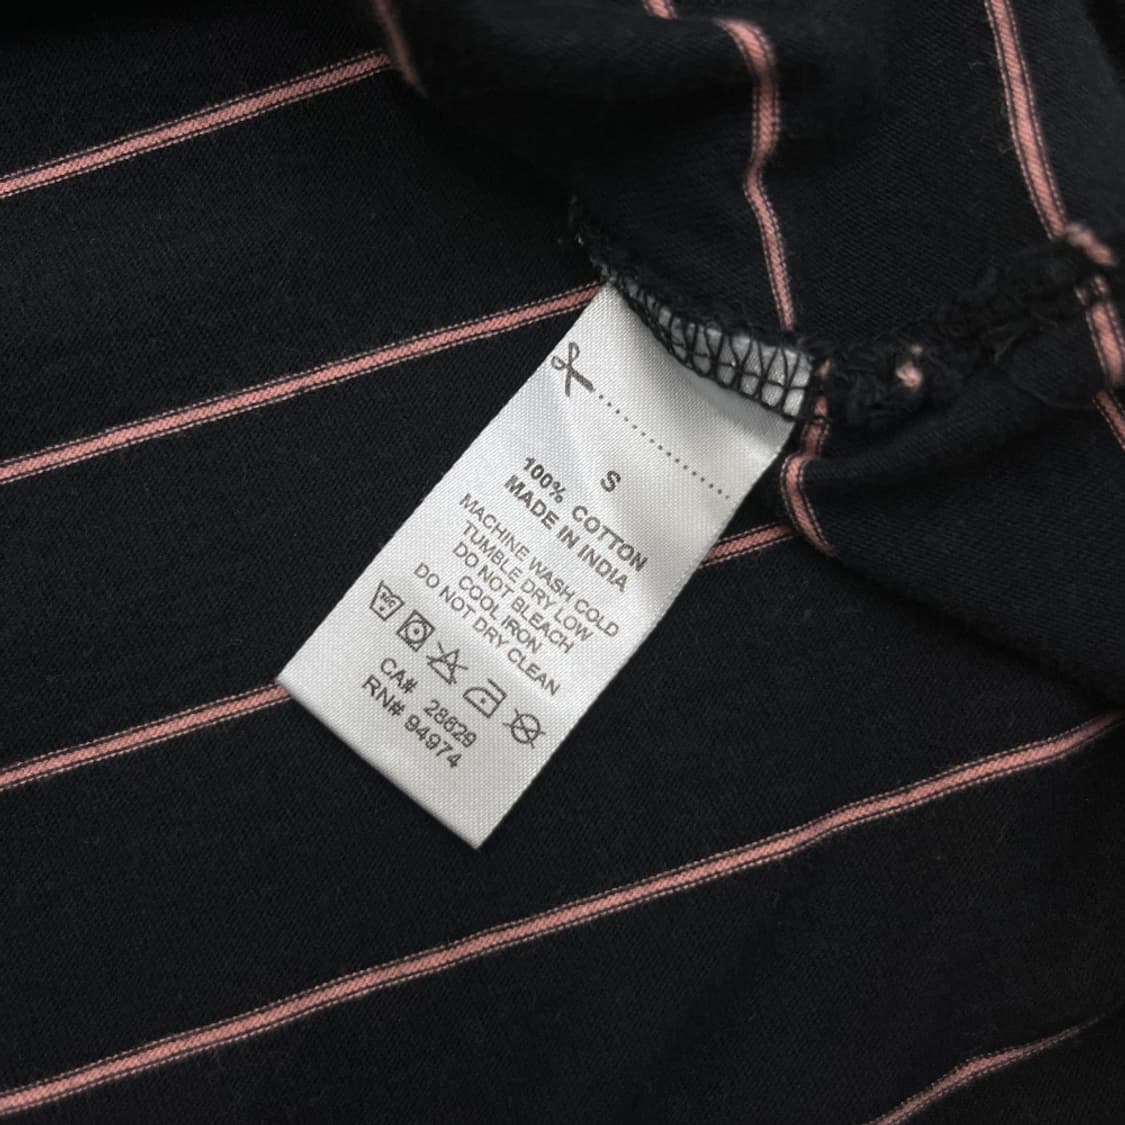 S
100% COTTON
MADE IN INDIA
MACHINE WASH COLD
TUMBLE DRY LOW
DO NOT BLEACH
COOL IRON
DO NOT DRY CLEAN
CA# 28629
RN# 94974